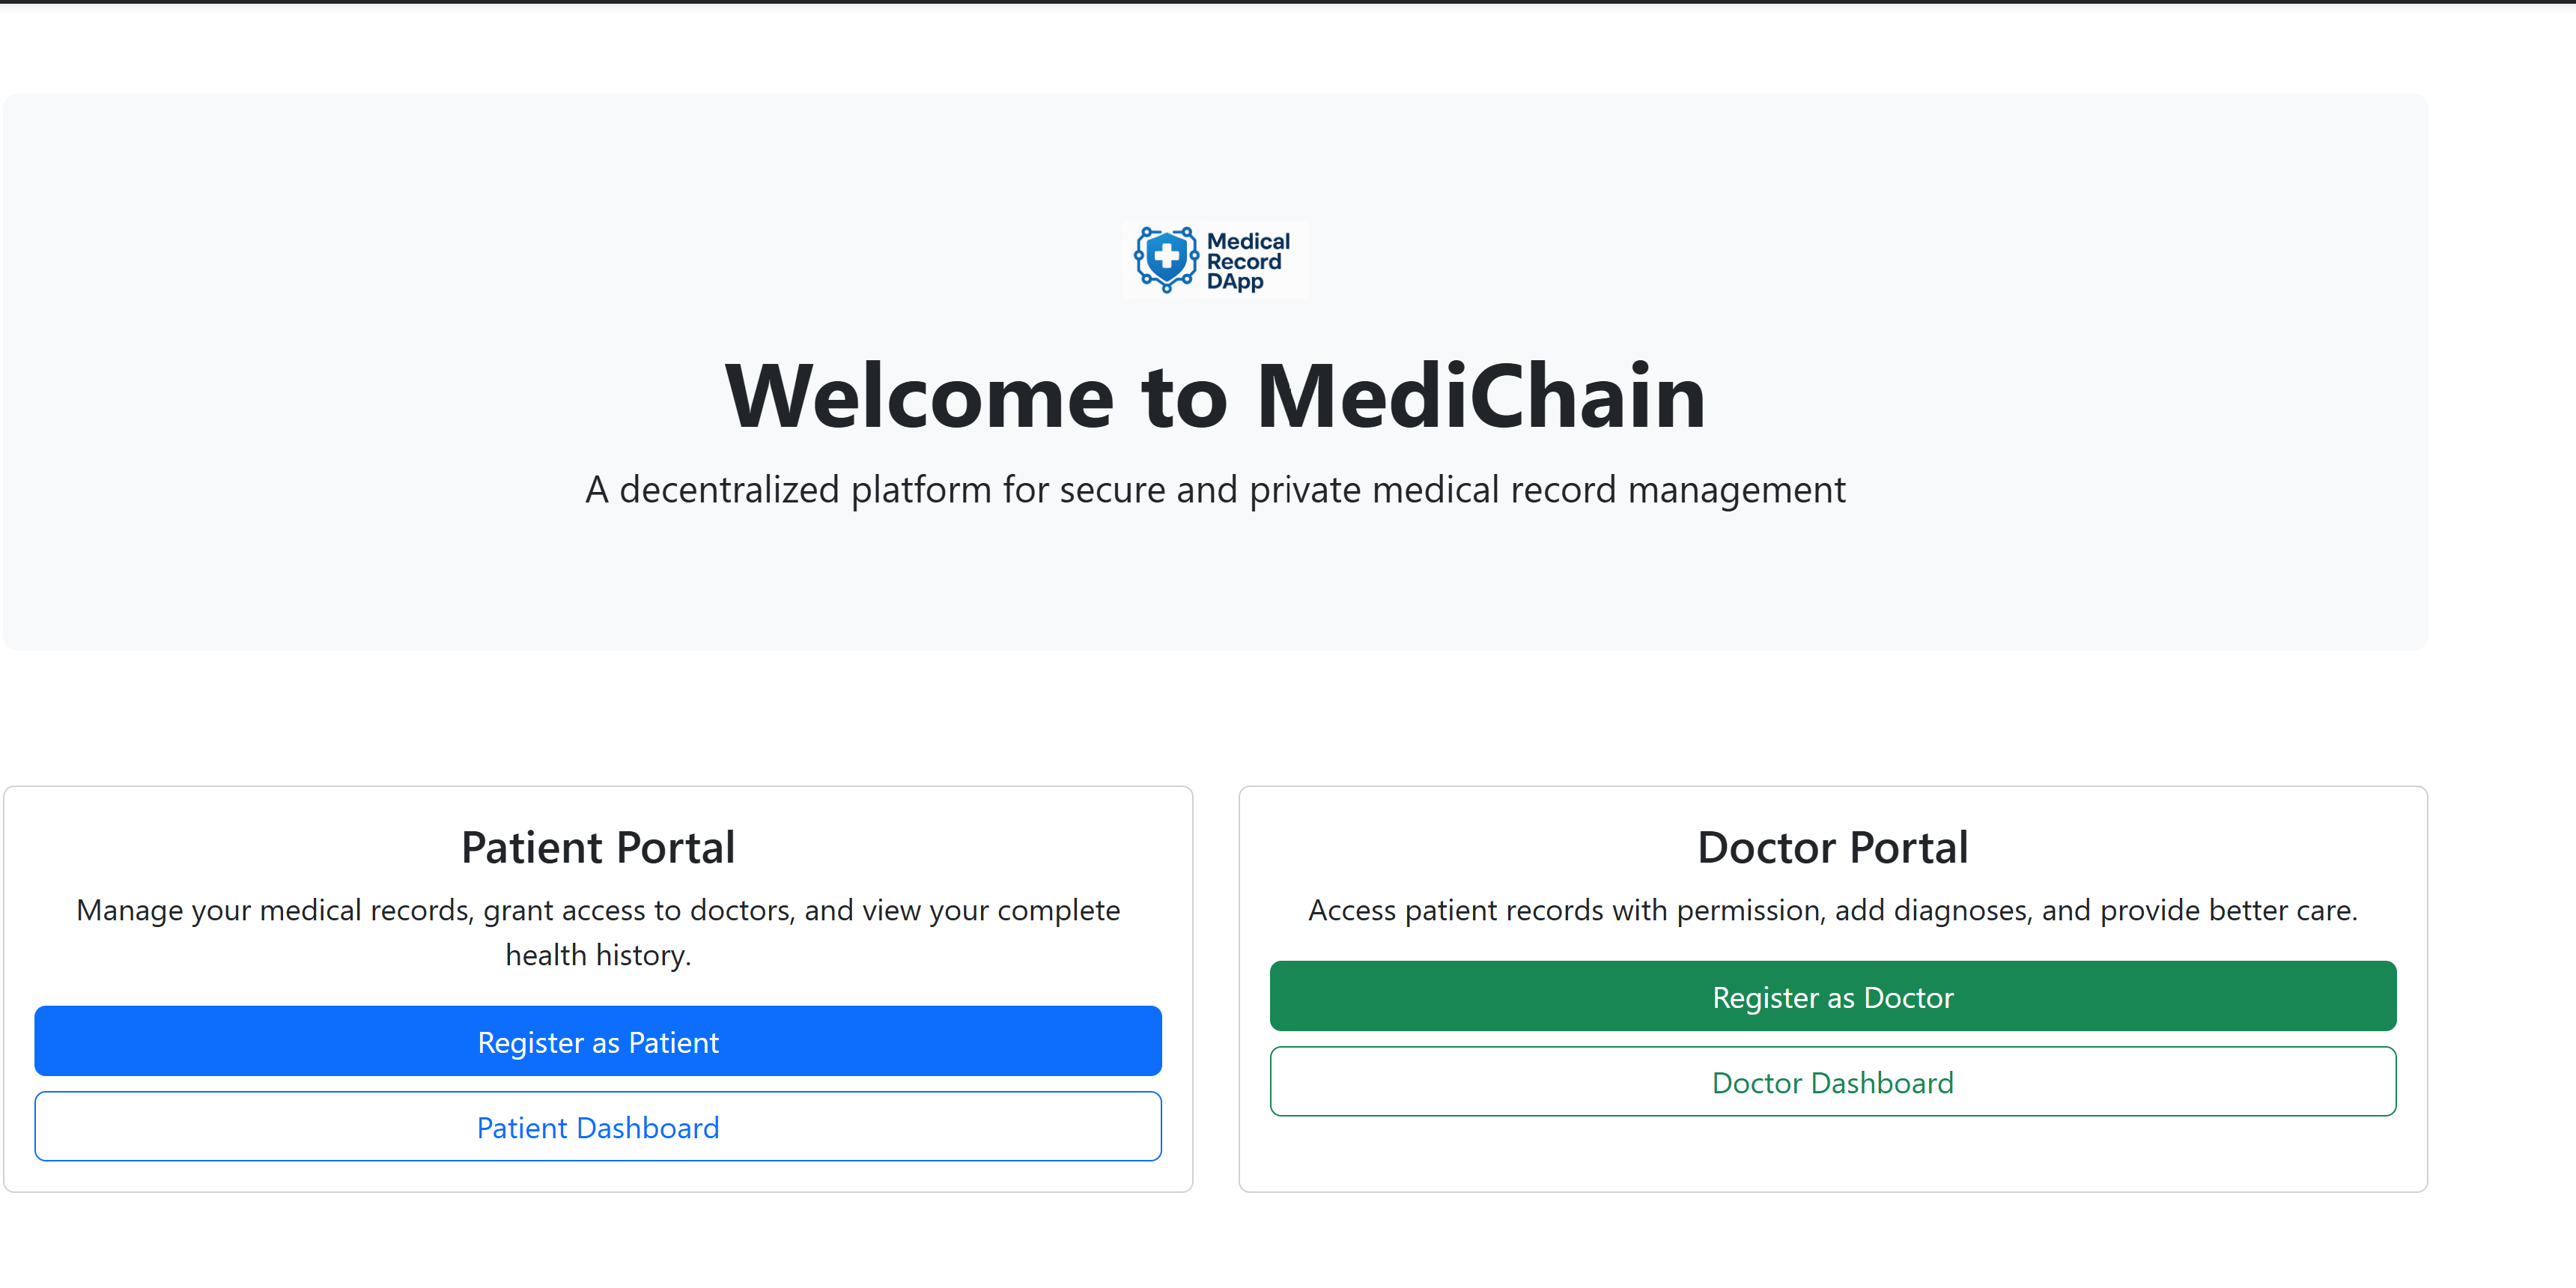 Medical
Record
DApp
Welcome to MediChain
A decentralized platform for secure and private medical record management
Patient Portal
Manage your medical records, grant access to doctors, and view your complete
health history.
Register as Patient
Patient Dashboard
Doctor Portal
Access patient records with permission, add diagnoses, and provide better care.
Register as Doctor
Doctor Dashboard